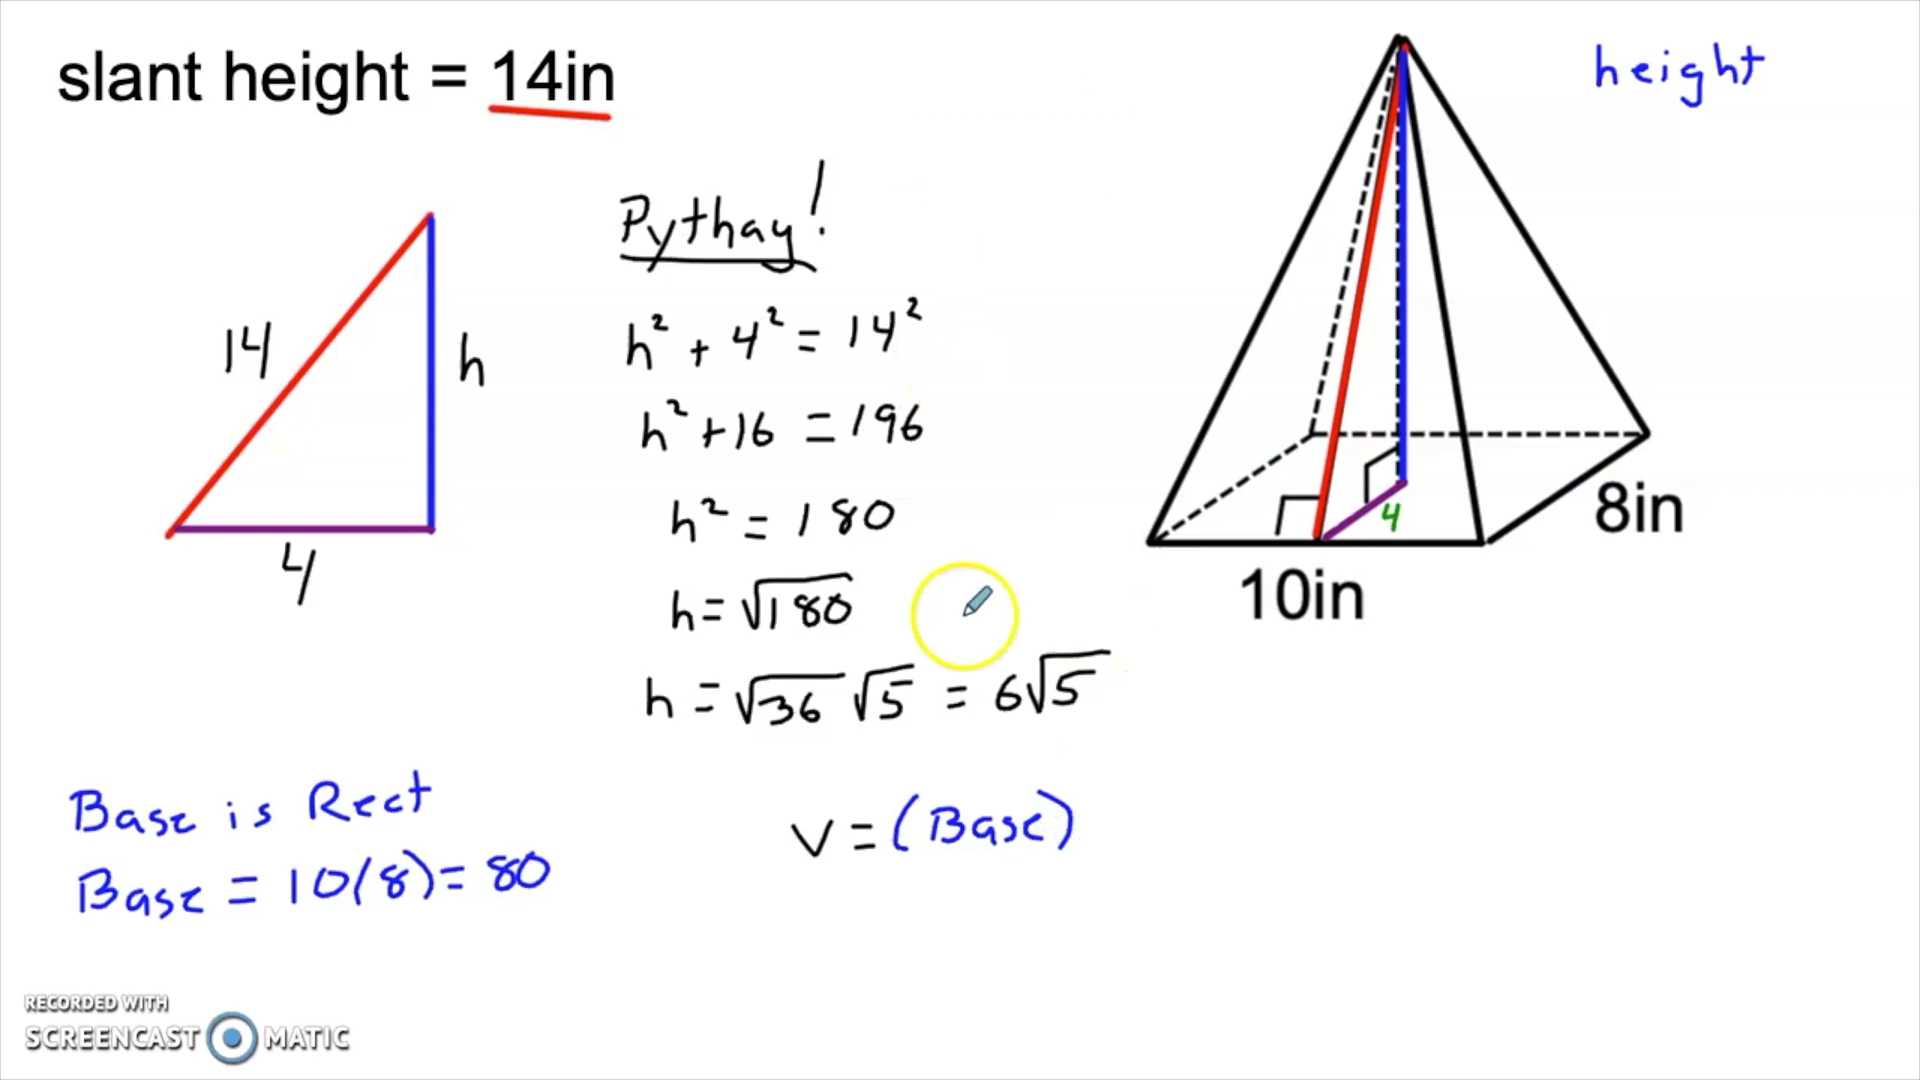 slant height = 14in
height
Pythag!
14
h
4
h² + 4² = 14²
h² + 16 = 196
h² = 180
h = √180
h = √36 √5 = 6√5
4
8in
10in
Base is Rect
Base = 10(8) = 80
V = (Base)
RECORDED WITH
SCREENCAST MATIC